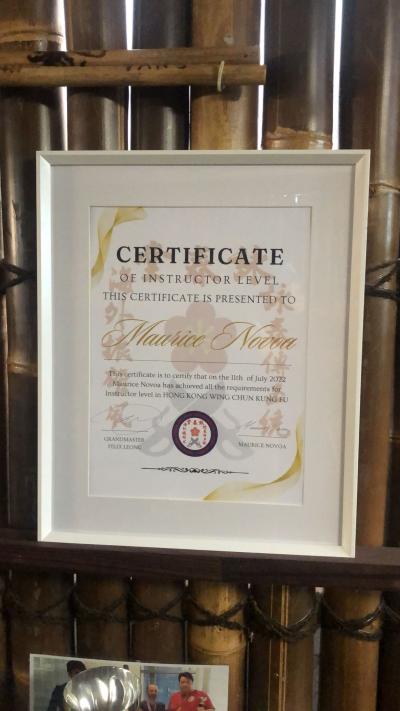 CERTIFICATE
OF INSTRUCTOR LEVEL
THIS CERTIFICATE IS PRESENTED TO
Maurice Novoa
This certificate is to certify that on the 11th of July 2022
Maurice Novoa has achieved all the requirements for
Instructor level in HONG KONG WING CHUN KUNG FU
GRANDMASTER
FELIX LEONG
MAURICE NOVOA